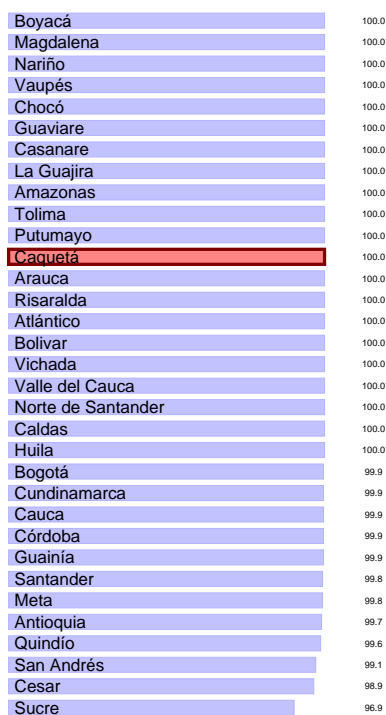 Boyacá 100.0
Magdalena 100.0
Nariño 100.0
Vaupés 100.0
Chocó 100.0
Guaviare 100.0
Casanare 100.0
La Guajira 100.0
Amazonas 100.0
Tolima 100.0
Putumayo 100.0
Caquetá 100.0
Arauca 100.0
Risaralda 100.0
Atlántico 100.0
Bolivar 100.0
Vichada 100.0
Valle del Cauca 100.0
Norte de Santander 100.0
Caldas 100.0
Huila 100.0
Bogotá 99.9
Cundinamarca 99.9
Cauca 99.9
Córdoba 99.9
Guainía 99.9
Santander 99.8
Meta 99.8
Antioquia 99.7
Quindío 99.6
San Andrés 99.1
Cesar 98.9
Sucre 96.9